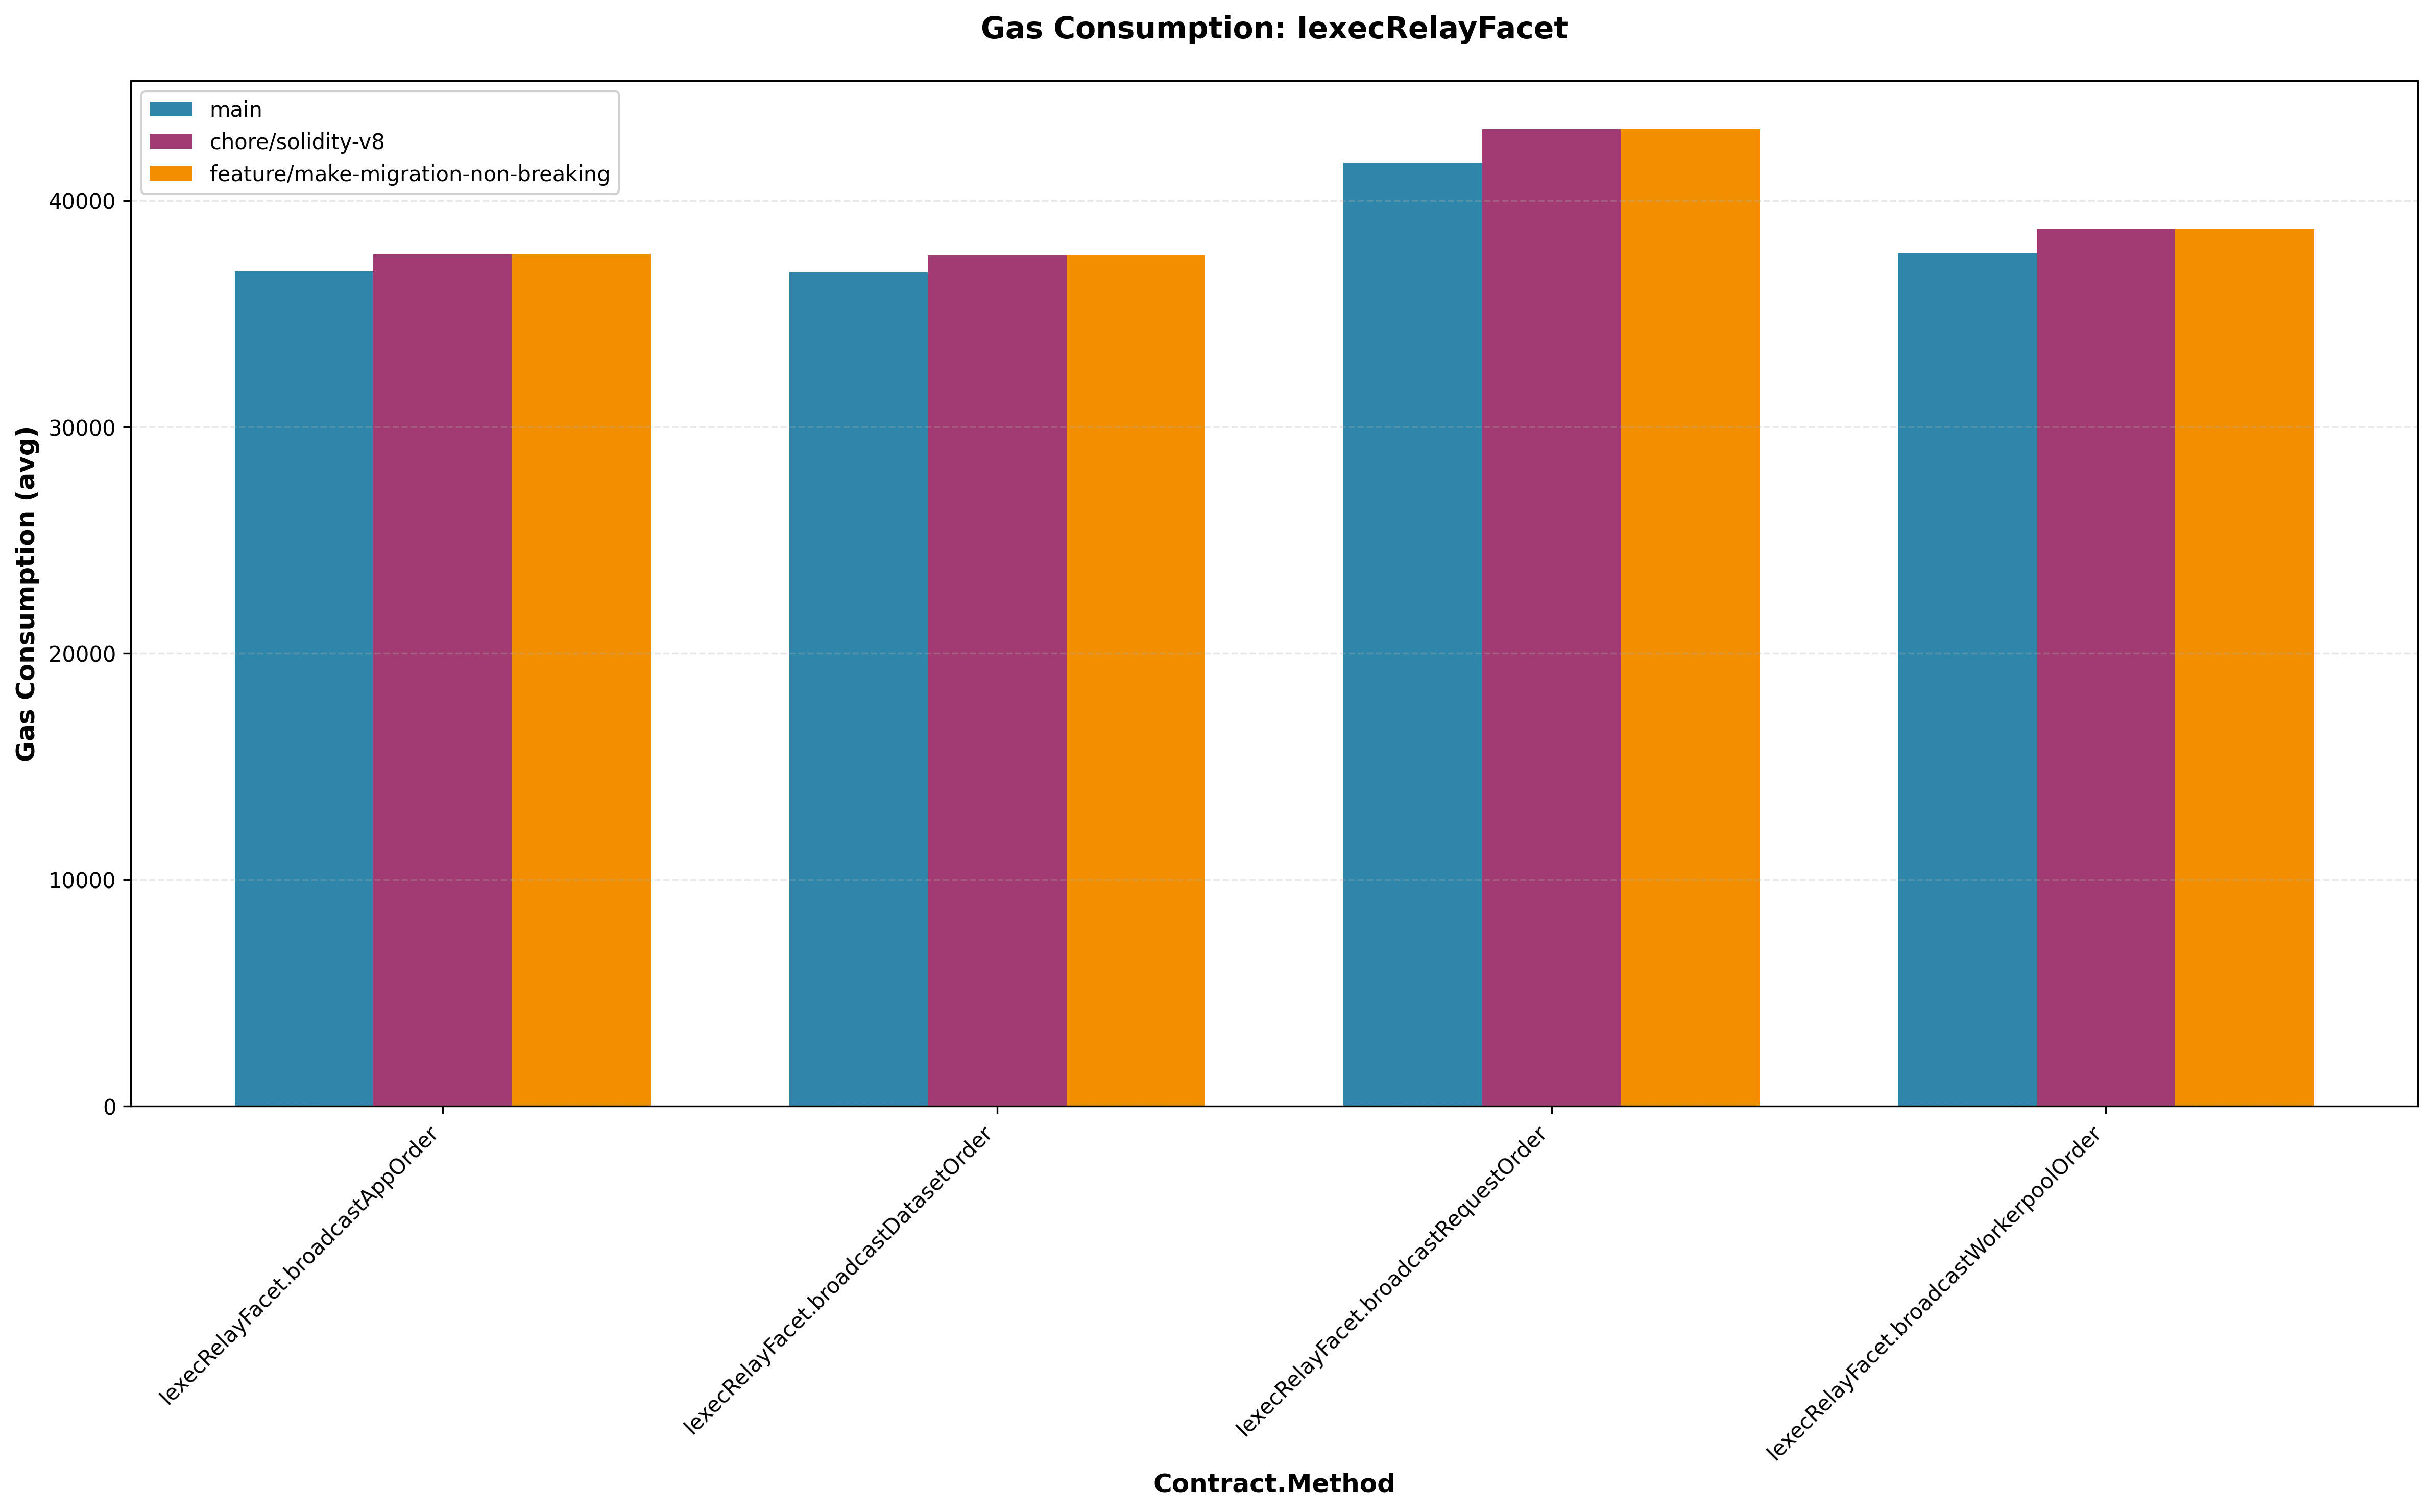 Gas Consumption: IexecRelayFacet
main
chore/solidity-v8
feature/make-migration-non-breaking
Gas Consumption (avg)
40000
30000
20000
10000
0
IexecRelayFacet.broadcastAppOrder
IexecRelayFacet.broadcastDatasetOrder
IexecRelayFacet.broadcastRequestOrder
IexecRelayFacet.broadcastWorkerpoolOrder
Contract.Method